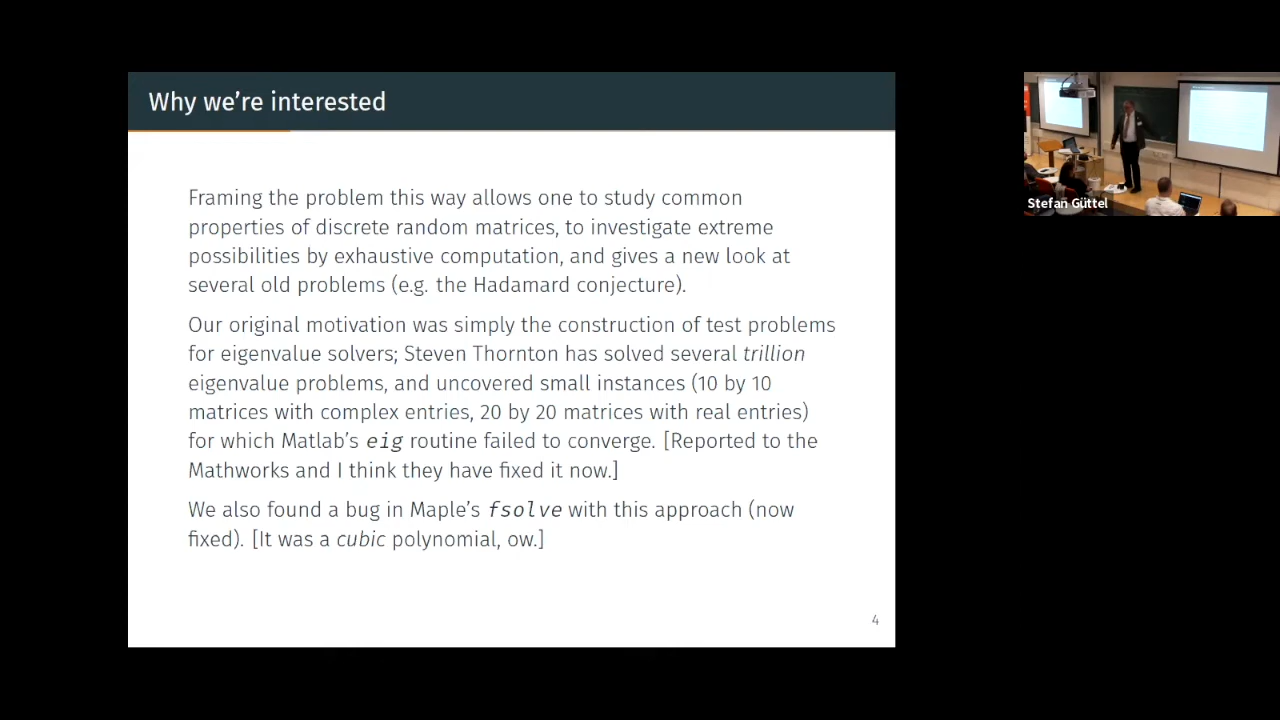 Why we're interested
Framing the problem this way allows one to study common
properties of discrete random matrices, to investigate extreme
possibilities by exhaustive computation, and gives a new look at
several old problems (e.g. the Hadamard conjecture).
Our original motivation was simply the construction of test problems
for eigenvalue solvers; Steven Thornton has solved several trillion
eigenvalue problems, and uncovered small instances (10 by 10
matrices with complex entries, 20 by 20 matrices with real entries)
for which Matlab's eig routine failed to converge. [Reported to the
Mathworks and I think they have fixed it now.]
We also found a bug in Maple's fsolve with this approach (now
fixed). [It was a cubic polynomial, ow.]
4
Stefan Güttel